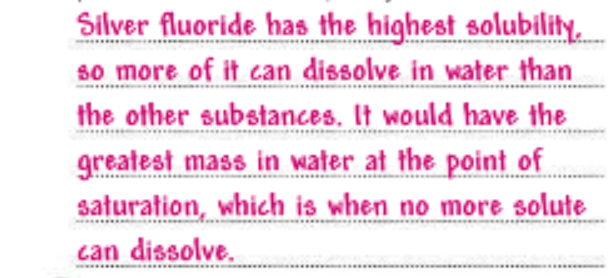 Silver fluoride has the highest solubility,
so more of it can dissolve in water than
the other substances. It would have the
greatest mass in water at the point of
saturation, which is when no more solute
can dissolve.